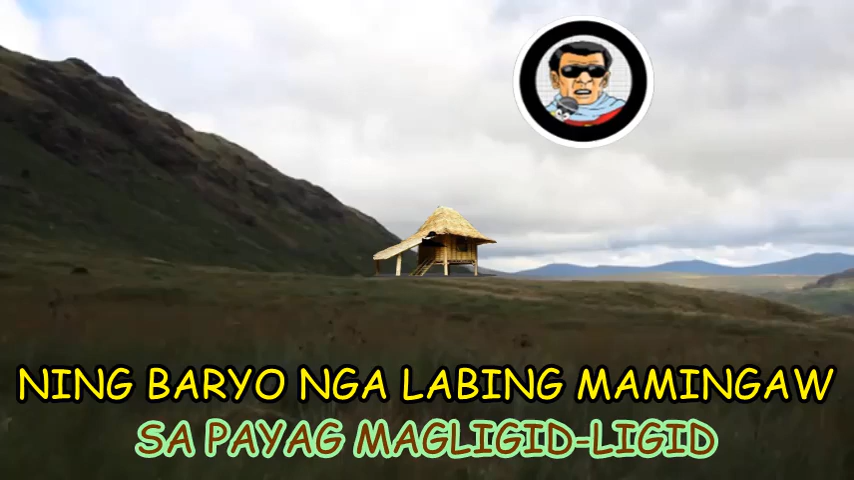 NING BARYO NGA LABING MAMINGAW
SA PAYAG MAGLIGID-LIGID